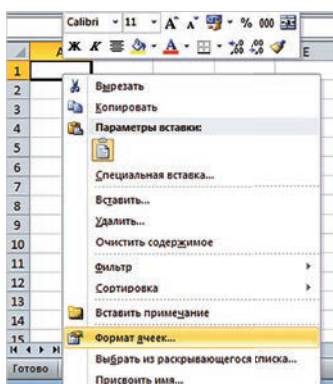 Calibri 11 А А % 000
Ж К А ,00 ,0
A E
1
2 Вырезать
3 Копировать
4 Параметры вставки:
5
6 Специальная вставка...
7
8 Вставить...
9 Удалить...
10 Очистить содержимое
11 Фильтр
12 Сортировка
13
14 Вставить примечание
15 Формат ячеек...
Выбрать из раскрывающегося списка...
Готово Присвоить имя...